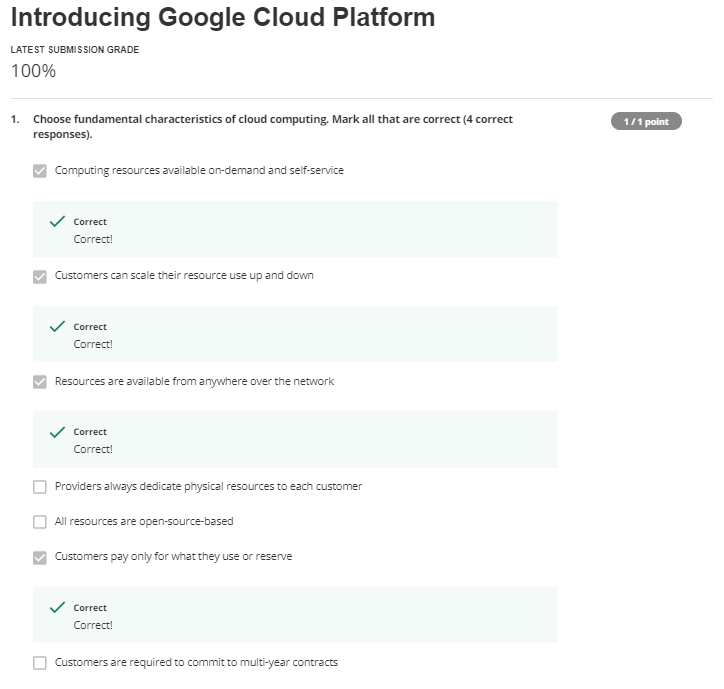 Introducing Google Cloud Platform
LATEST SUBMISSION GRADE
100%
1. Choose fundamental characteristics of cloud computing. Mark all that are correct (4 correct
responses).
1 / 1 point
Computing resources available on-demand and self-service
Correct
Correct!
Customers can scale their resource use up and down
Correct
Correct!
Resources are available from anywhere over the network
Correct
Correct!
Providers always dedicate physical resources to each customer
All resources are open-source-based
Customers pay only for what they use or reserve
Correct
Correct!
Customers are required to commit to multi-year contracts